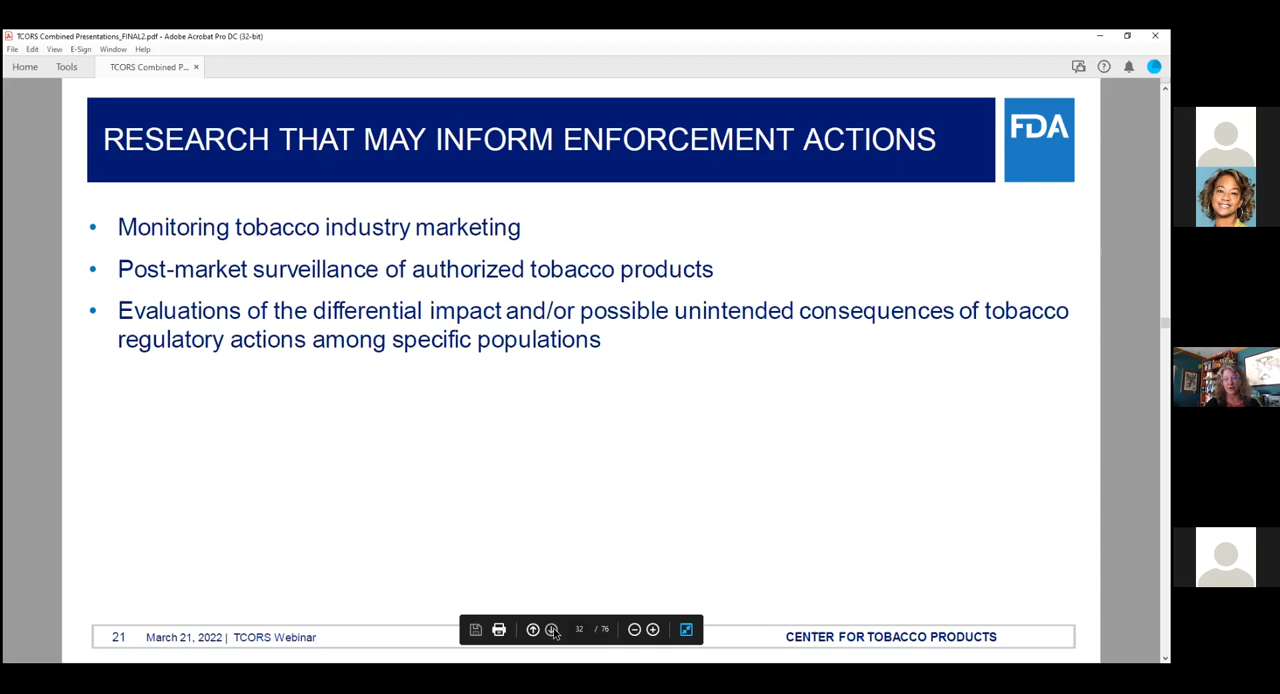 TCORS Combined Presentations_FINAL2.pdf - Adobe Acrobat Pro DC (32-bit)
File Edit View E-Sign Window Help
Home Tools TCORS Combined P... ×
RESEARCH THAT MAY INFORM ENFORCEMENT ACTIONS
FDA
• Monitoring tobacco industry marketing
• Post-market surveillance of authorized tobacco products
• Evaluations of the differential impact and/or possible unintended consequences of tobacco
regulatory actions among specific populations
21 March 21, 2022 | TCORS Webinar
32 / 76
CENTER FOR TOBACCO PRODUCTS